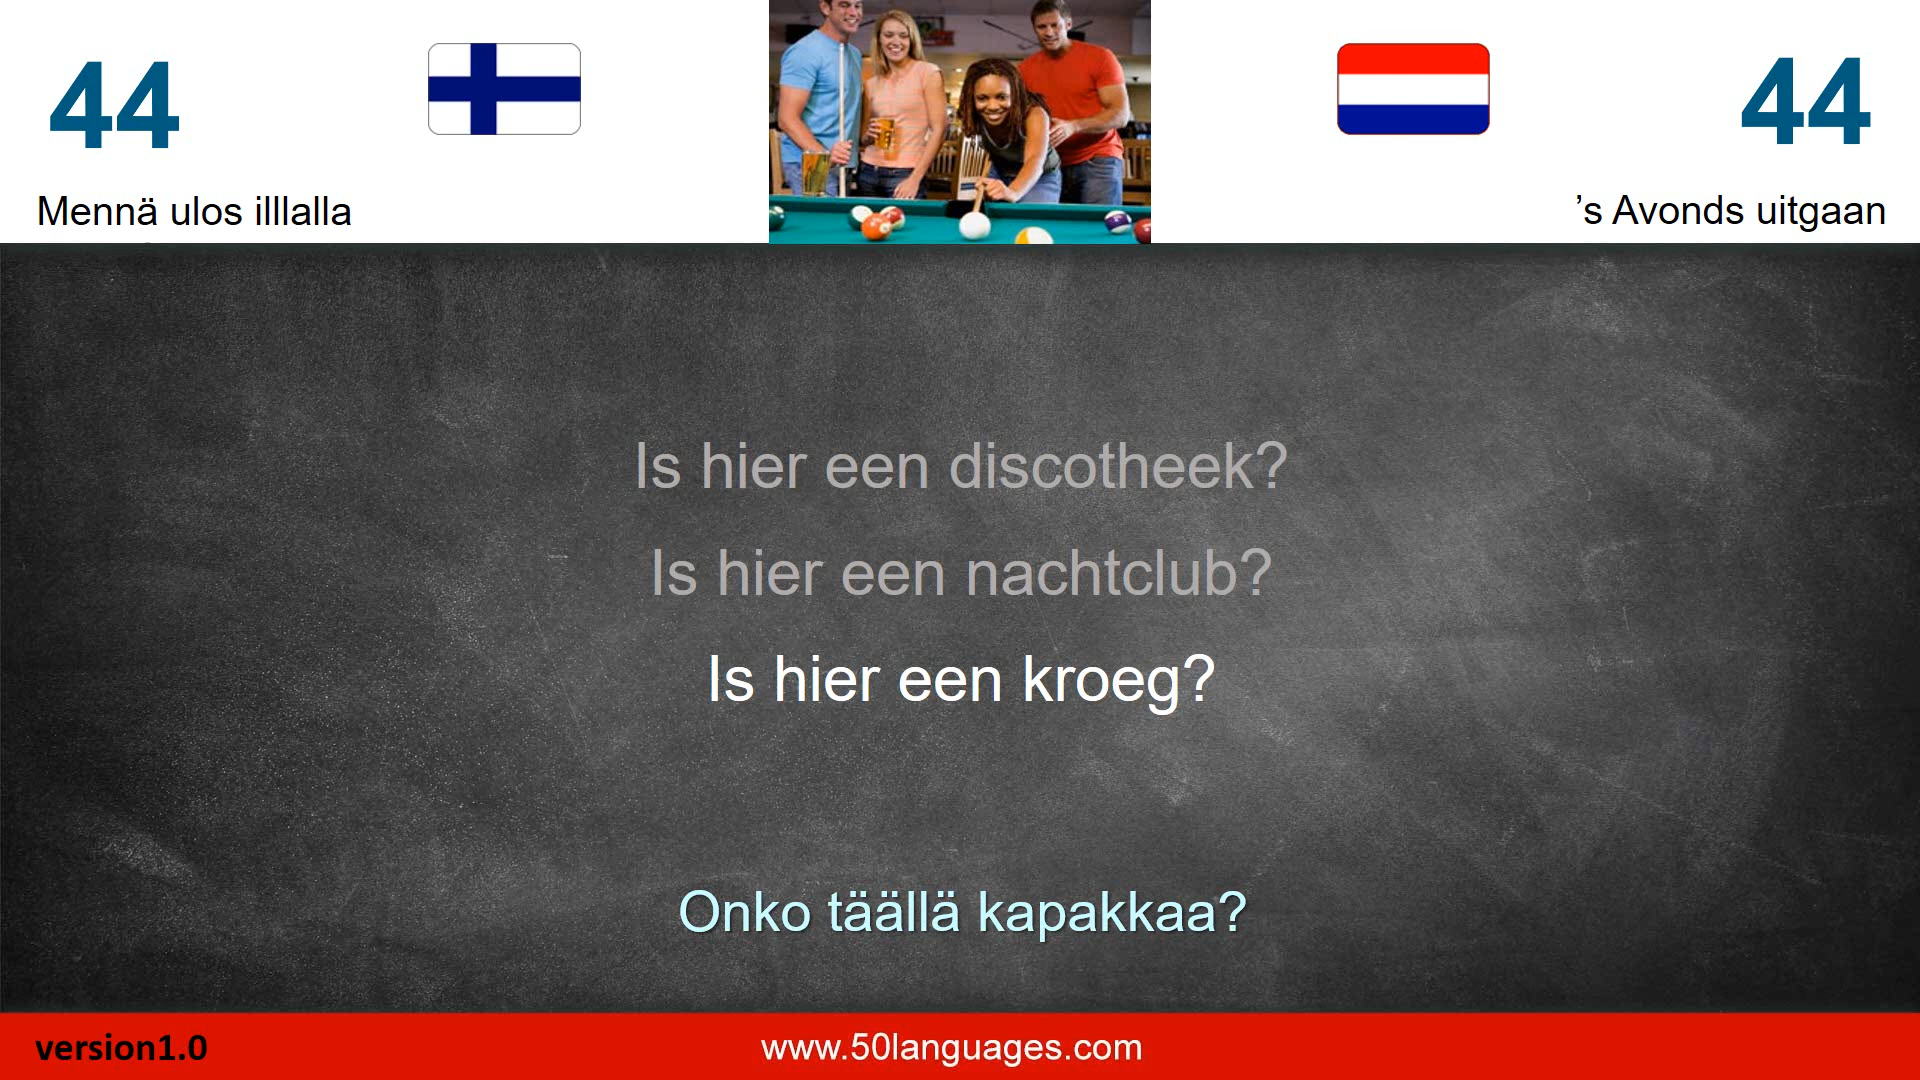 44
44
Mennä ulos illlalla
’s Avonds uitgaan
Is hier een discotheek?
Is hier een nachtclub?
Is hier een kroeg?
Onko täällä kapakkaa?
version1.0
www.50languages.com